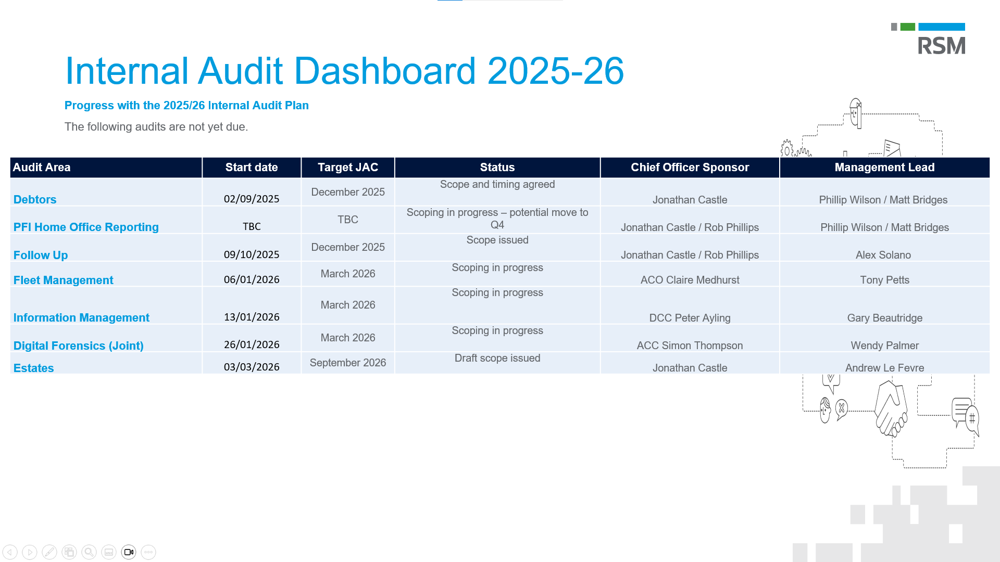 RSM
Internal Audit Dashboard 2025-26
Progress with the 2025/26 Internal Audit Plan
The following audits are not yet due.
Audit Area Start date Target JAC Status Chief Officer Sponsor Management Lead
Debtors 02/09/2025 December 2025 Scope and timing agreed Jonathan Castle Phillip Wilson / Matt Bridges
PFI Home Office Reporting TBC TBC Scoping in progress – potential move to Q4 Jonathan Castle / Rob Phillips Phillip Wilson / Matt Bridges
Follow Up 09/10/2025 December 2025 Scope issued Jonathan Castle / Rob Phillips Alex Solano
Fleet Management 06/01/2026 March 2026 Scoping in progress ACO Claire Medhurst Tony Petts
Information Management 13/01/2026 March 2026 Scoping in progress DCC Peter Ayling Gary Beautridge
Digital Forensics (Joint) 26/01/2026 March 2026 Scoping in progress ACC Simon Thompson Wendy Palmer
Estates 03/03/2026 September 2026 Draft scope issued Jonathan Castle Andrew Le Fevre
#